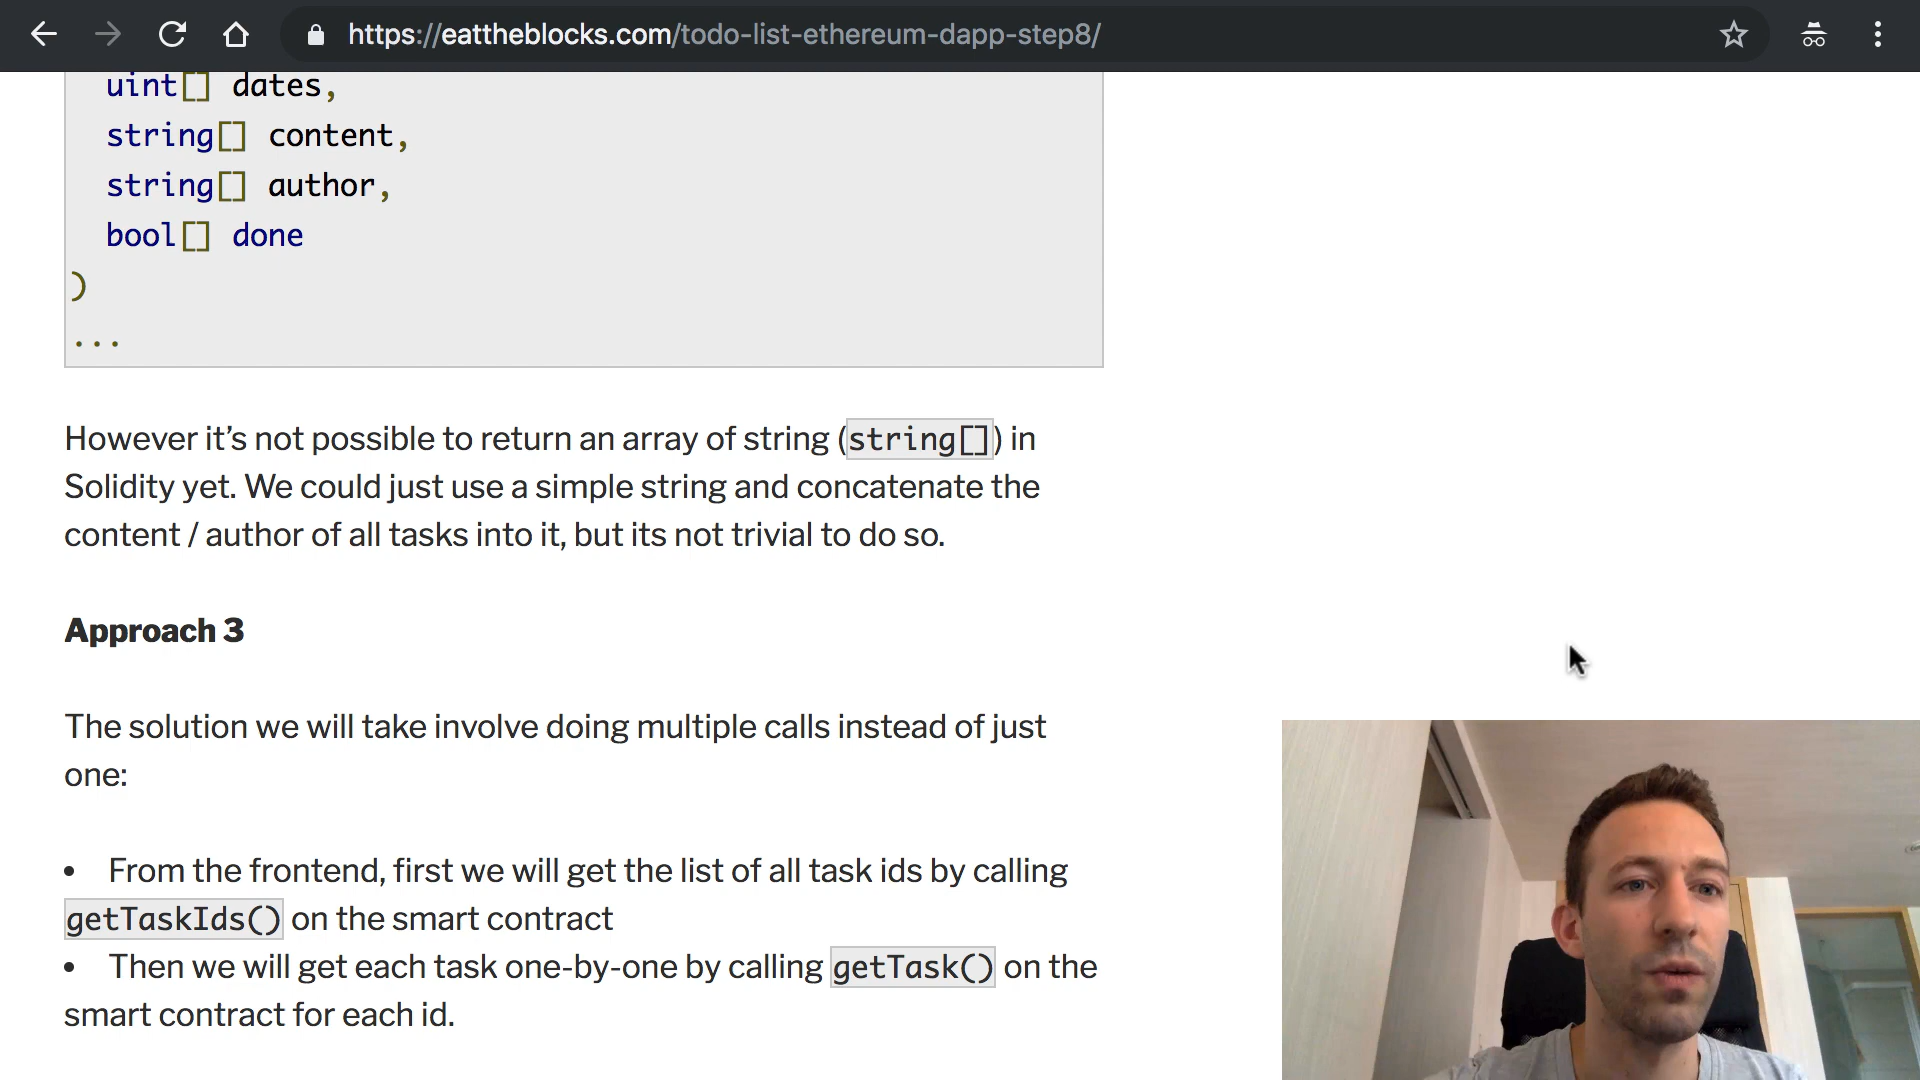 https://eattheblocks.com/todo-list-ethereum-dapp-step8/
uint[] dates,
string[] content,
string[] author,
bool[] done
)
...
However it’s not possible to return an array of string (string[]) in
Solidity yet. We could just use a simple string and concatenate the
content / author of all tasks into it, but its not trivial to do so.
Approach 3
The solution we will take involve doing multiple calls instead of just
one:
• From the frontend, first we will get the list of all task ids by calling
getTaskIds() on the smart contract
• Then we will get each task one-by-one by calling getTask() on the
smart contract for each id.